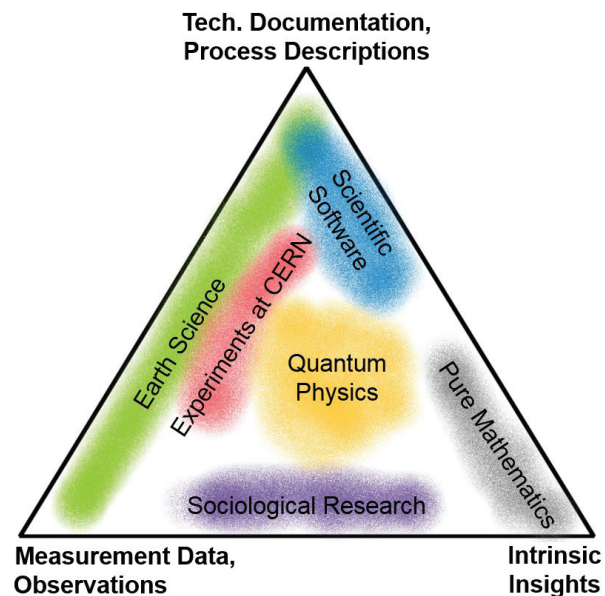 Tech. Documentation,
Process Descriptions
Scientific
Software
Earth Science
Experiments at CERN
Quantum
Physics
Pure Mathematics
Sociological Research
Measurement Data,
Observations
Intrinsic
Insights